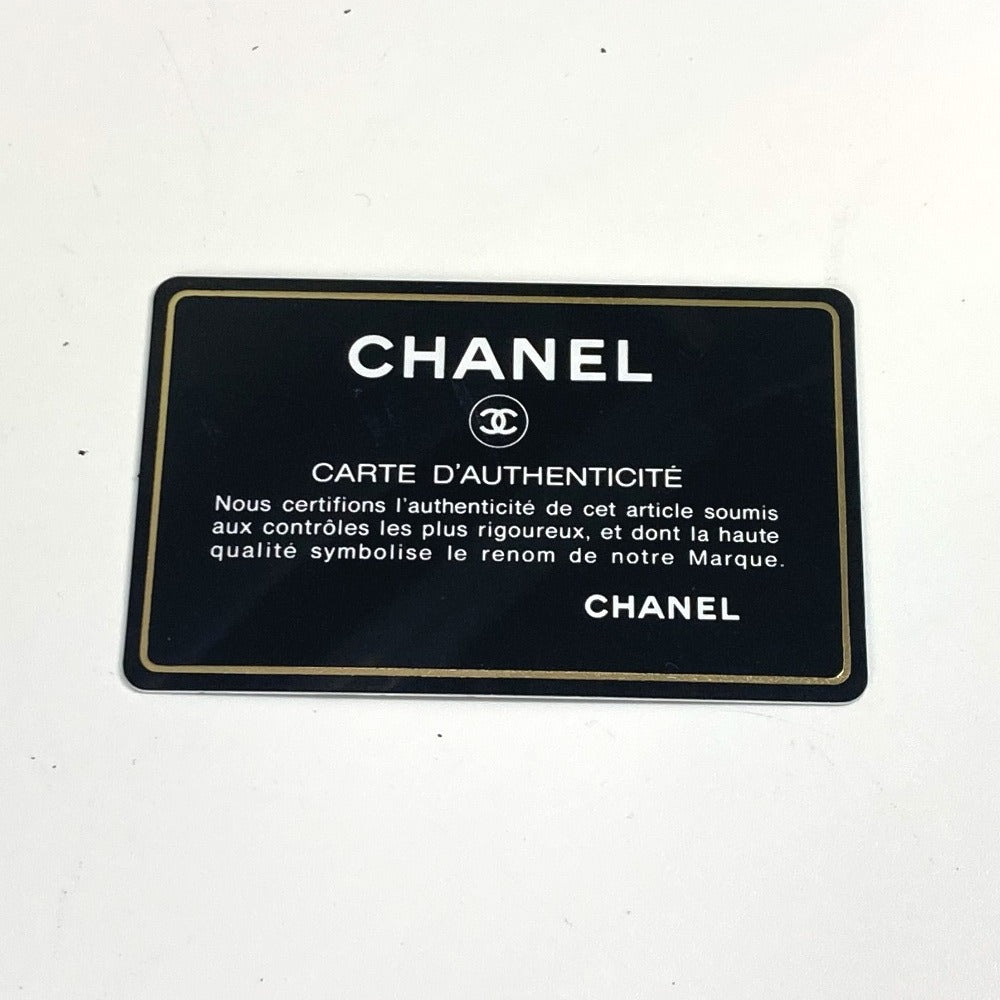 CHANEL
CARTE D'AUTHENTICITÉ
Nous certifions l'authenticité de cet article soumis
aux contrôles les plus rigoureux, et dont la haute
qualité symbolise le renom de notre Marque.
CHANEL